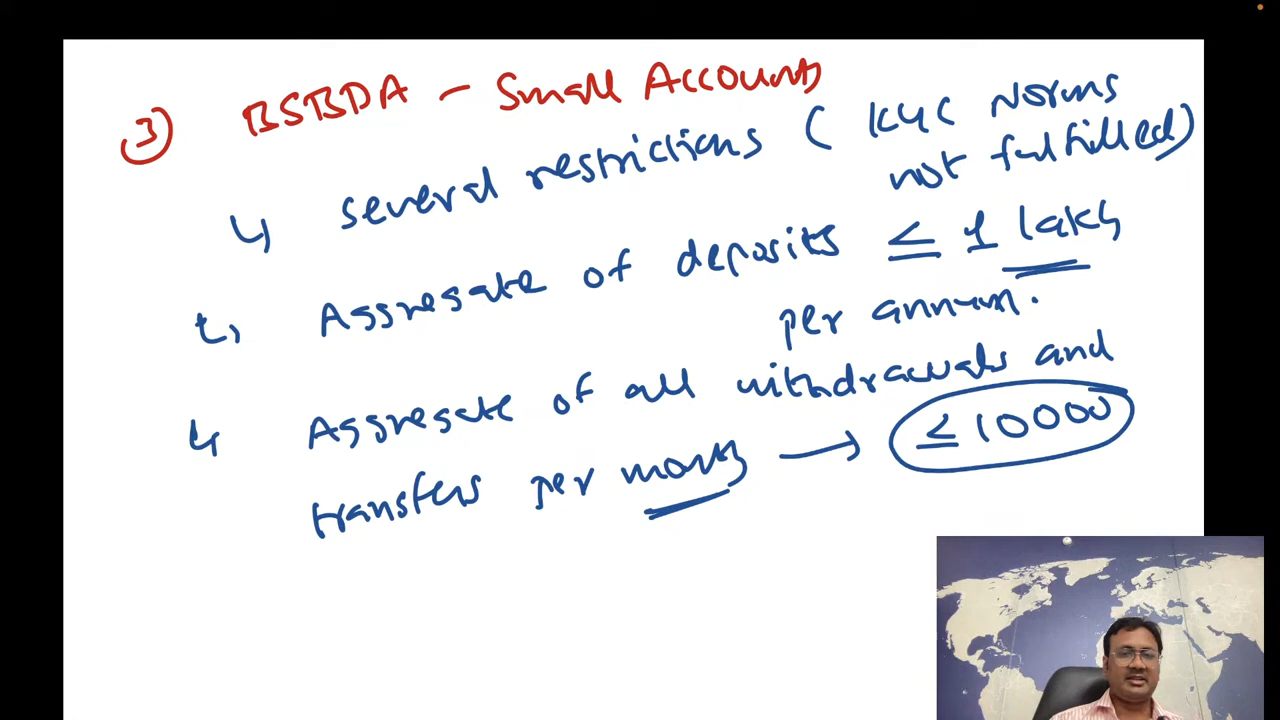 3) BSBDA - Small Accounts
several restrictions ( KYC Norms
not fulfilled)
Aggregate of deposits ≤ 1 lakh
per annum.
Aggregate of all withdrawals and
transfers per month → ≤ 10000